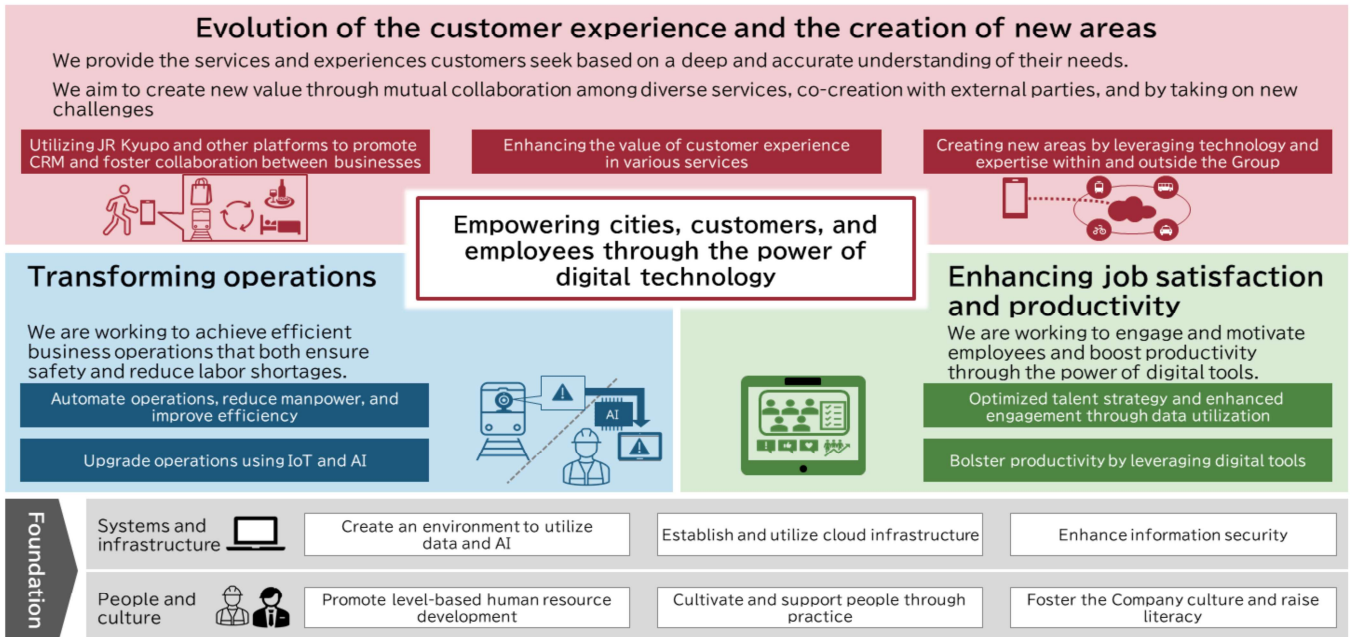 Evolution of the customer experience and the creation of new areas
We provide the services and experiences customers seek based on a deep and accurate understanding of their needs.
We aim to create new value through mutual collaboration among diverse services, co-creation with external parties, and by taking on new
challenges
Utilizing JR Kyupo and other platforms to promote
CRM and foster collaboration between businesses
Enhancing the value of customer experience
in various services
Creating new areas by leveraging technology and
expertise within and outside the Group
Empowering cities, customers, and
employees through the power of
digital technology
Transforming operations
We are working to achieve efficient
business operations that both ensure
safety and reduce labor shortages.
Automate operations, reduce manpower, and
improve efficiency
Upgrade operations using IoT and AI
AI
Enhancing job satisfaction
and productivity
We are working to engage and motivate
employees and boost productivity
through the power of digital tools.
Optimized talent strategy and enhanced
engagement through data utilization
Bolster productivity by leveraging digital tools
Foundation
Systems and
infrastructure
Create an environment to utilize
data and AI
Establish and utilize cloud infrastructure
Enhance information security
People and
culture
Promote level-based human resource
development
Cultivate and support people through
practice
Foster the Company culture and raise
literacy